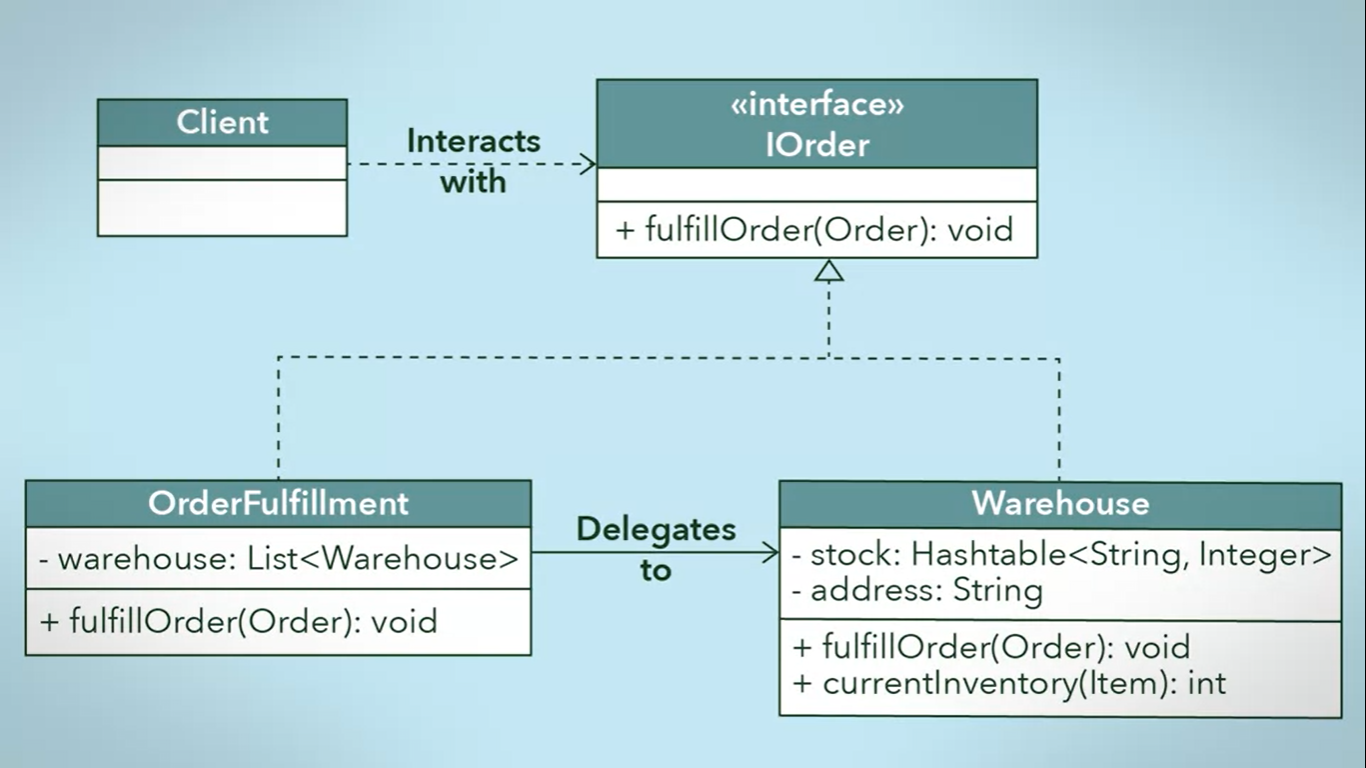 Client
Interacts
with
«interface»
IOrder
+ fulfillOrder(Order): void
OrderFulfillment
- warehouse: List<Warehouse>
+ fulfillOrder(Order): void
Delegates
to
Warehouse
- stock: Hashtable<String, Integer>
- address: String
+ fulfillOrder(Order): void
+ currentInventory(Item): int